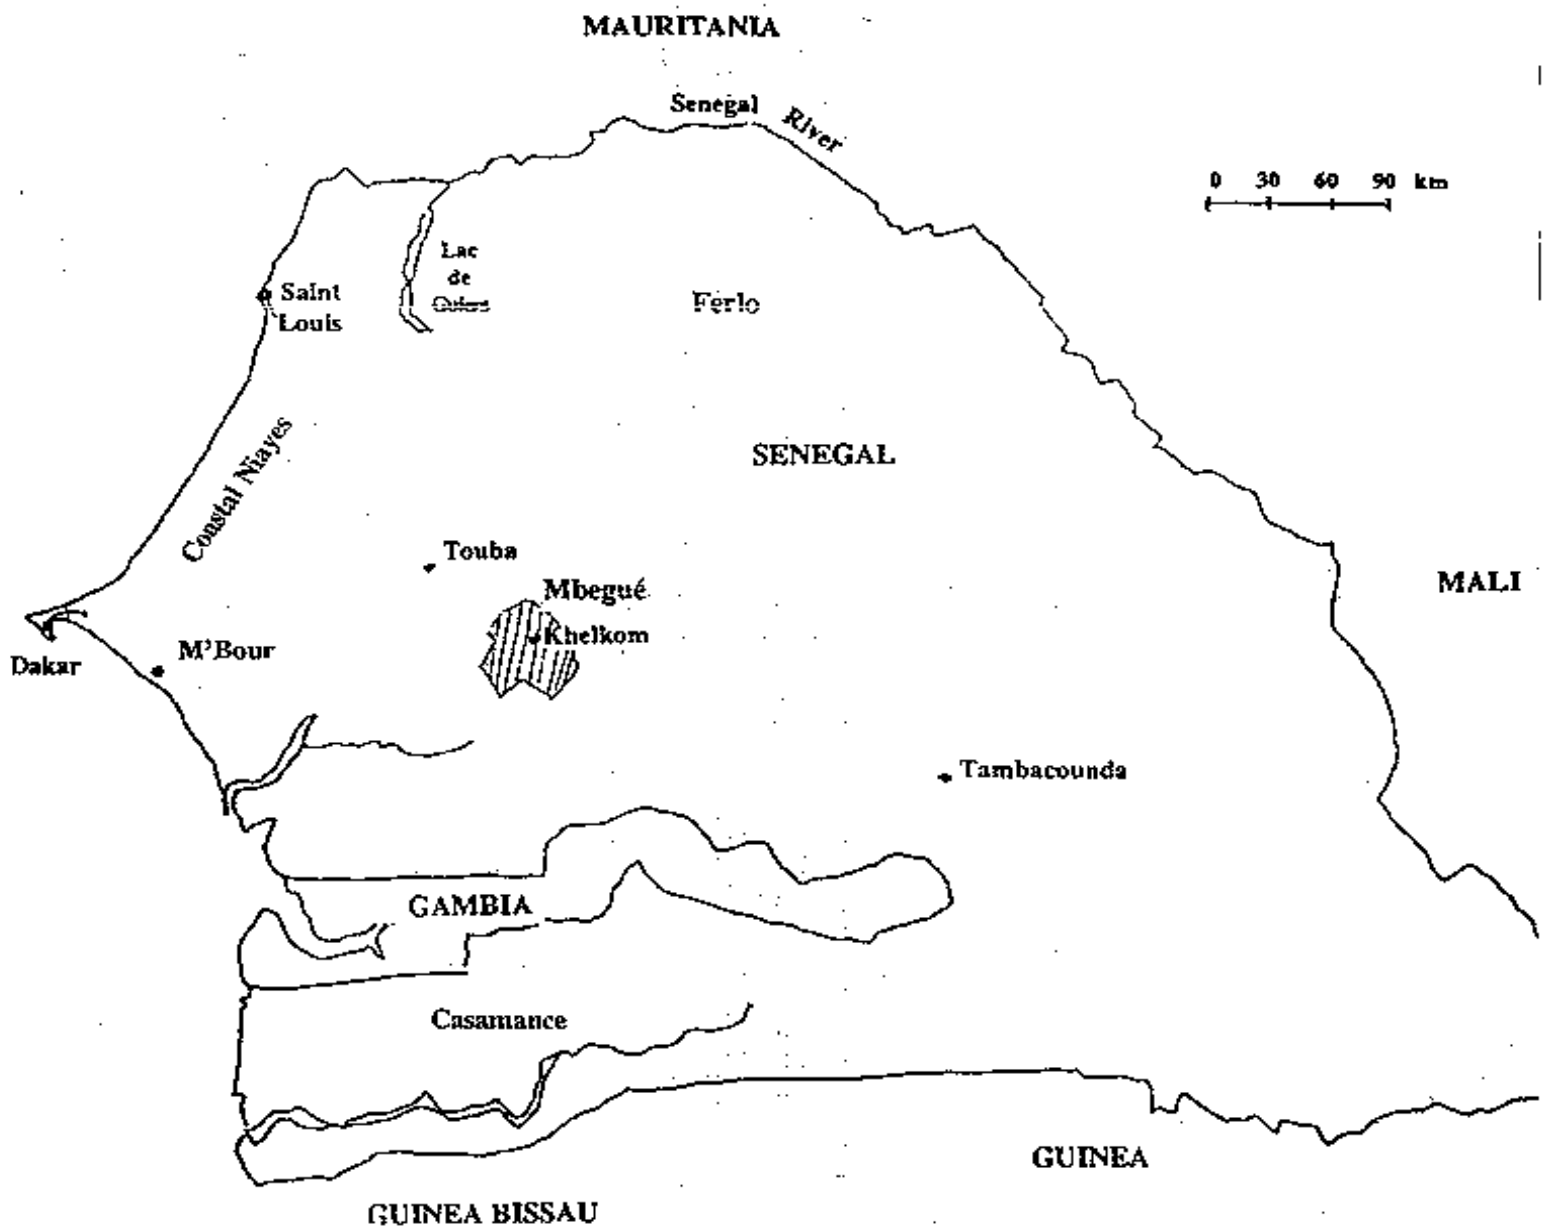 MAURITANIA
Senegal River
0 30 60 90 km
Lac
de
Guiers
Saint
Louis
Ferlo
Coastal Niayes
SENEGAL
Touba
Mbegué
Khelkom
MALI
M'Bour
Dakar
Tambacounda
GAMBIA
Casamance
GUINEA
GUINEA BISSAU